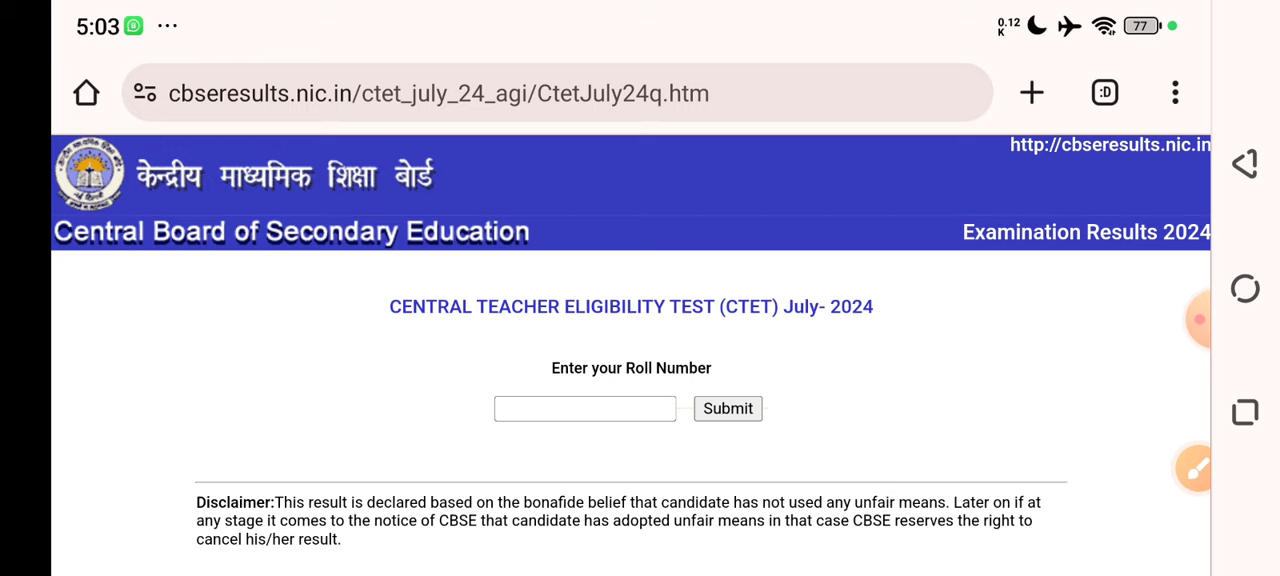 5:03 ...
0.12
K
77
cbseresults.nic.in/ctet_july_24_agi/CtetJuly24q.htm
:D
http://cbseresults.nic.in
केन्द्रीय माध्यमिक शिक्षा बोर्ड
Central Board of Secondary Education
Examination Results 2024
CENTRAL TEACHER ELIGIBILITY TEST (CTET) July- 2024
Enter your Roll Number
Submit
Disclaimer:This result is declared based on the bonafide belief that candidate has not used any unfair means. Later on if at
any stage it comes to the notice of CBSE that candidate has adopted unfair means in that case CBSE reserves the right to
cancel his/her result.